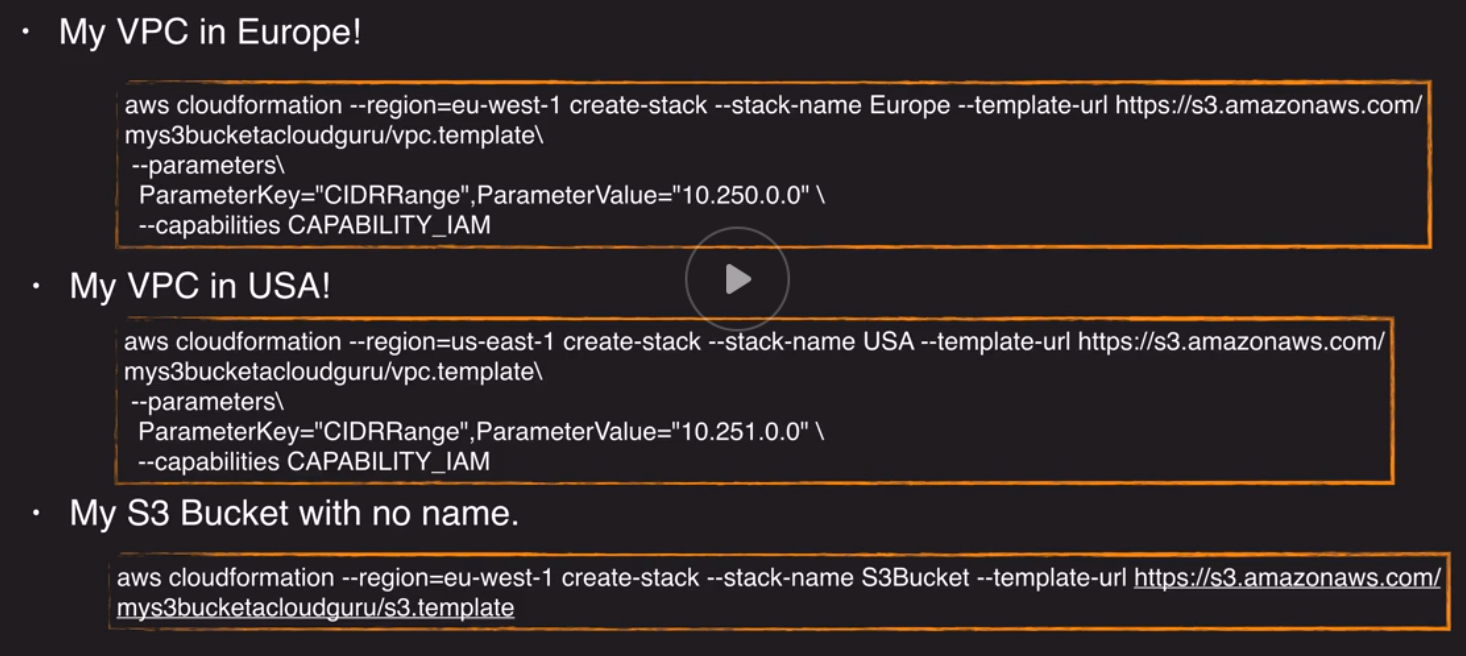 • My VPC in Europe!
aws cloudformation --region=eu-west-1 create-stack --stack-name Europe --template-url https://s3.amazonaws.com/
mys3bucketacloudguru/vpc.template\
--parameters\
ParameterKey="CIDRRange",ParameterValue="10.250.0.0" \
--capabilities CAPABILITY_IAM
• My VPC in USA!
aws cloudformation --region=us-east-1 create-stack --stack-name USA --template-url https://s3.amazonaws.com/
mys3bucketacloudguru/vpc.template\
--parameters\
ParameterKey="CIDRRange",ParameterValue="10.251.0.0" \
--capabilities CAPABILITY_IAM
• My S3 Bucket with no name.
aws cloudformation --region=eu-west-1 create-stack --stack-name S3Bucket --template-url https://s3.amazonaws.com/
mys3bucketacloudguru/s3.template